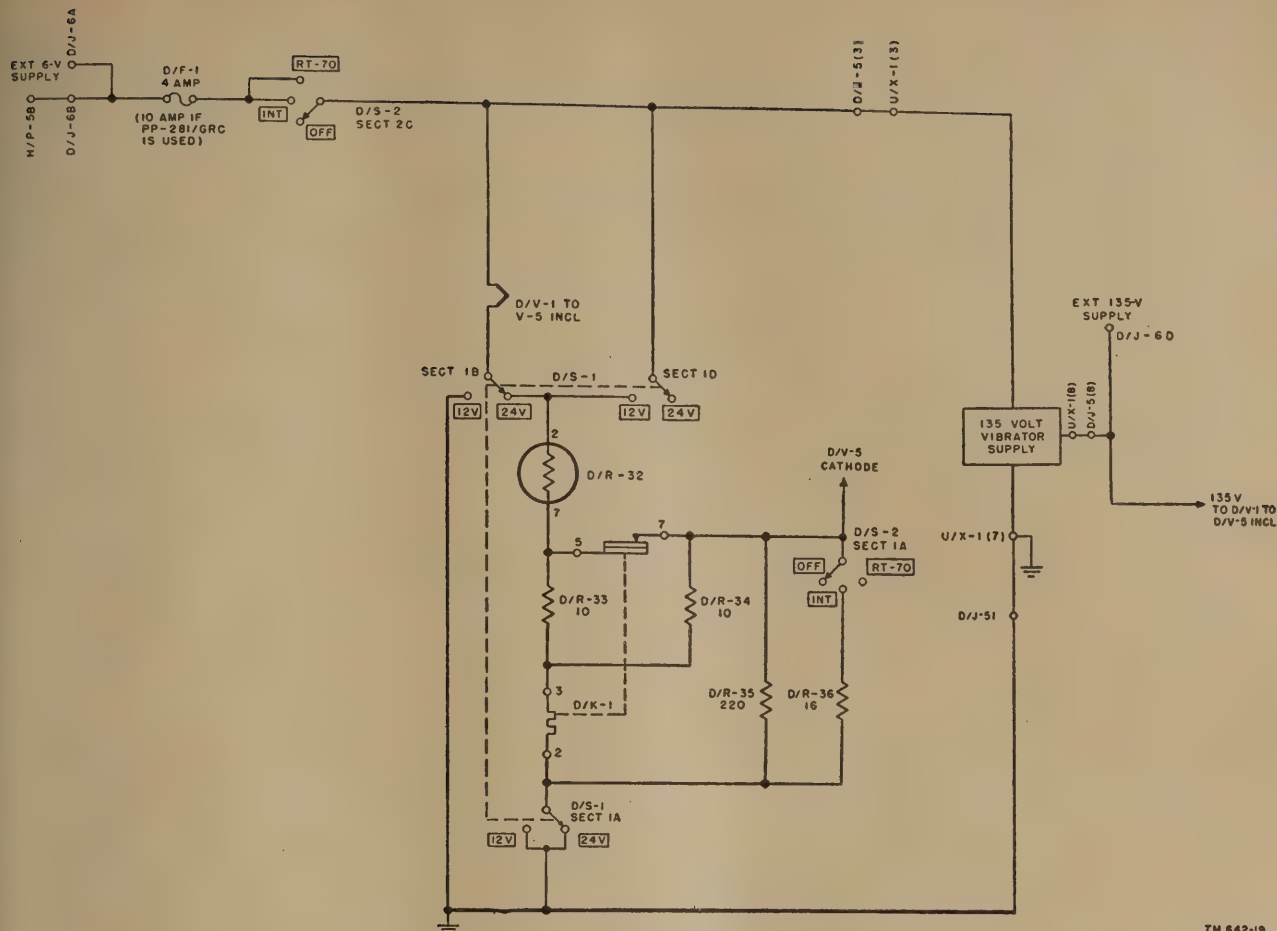 D/J-6A
EXT 6-V
SUPPLY
H/P-5B
D/J-6B
D/F-1
4 AMP
(10 AMP IF
PP-281/GRC
IS USED)
RT-70
INT
OFF
D/S-2
SECT 2C
U/X-1(3)
D/V-1 TO
V-5 INCL
SECT 1B
D/S-1
SECT 1D
12V
24V
12V
24V
2
D/R-32
7
5
7
D/R-33
10
D/R-34
10
3
D/K-1
2
D/V-5
CATHODE
D/S-2
SECT 1A
OFF
RT-70
INT
D/R-35
220
D/R-36
16
D/S-1
SECT 1A
12V
24V
EXT 135-V
SUPPLY
D/J-6D
135 VOLT
VIBRATOR
SUPPLY
U/X-1(8)
D/J-5(8)
135V
TO D/V-1 TO
D/V-5 INCL
U/X-1(7)
D/J-51
TM 642-19